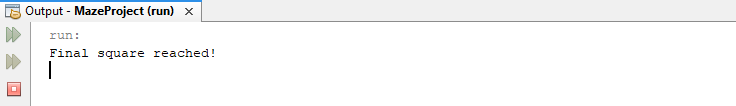 Output - MazeProject (run)
run:
Final square reached!